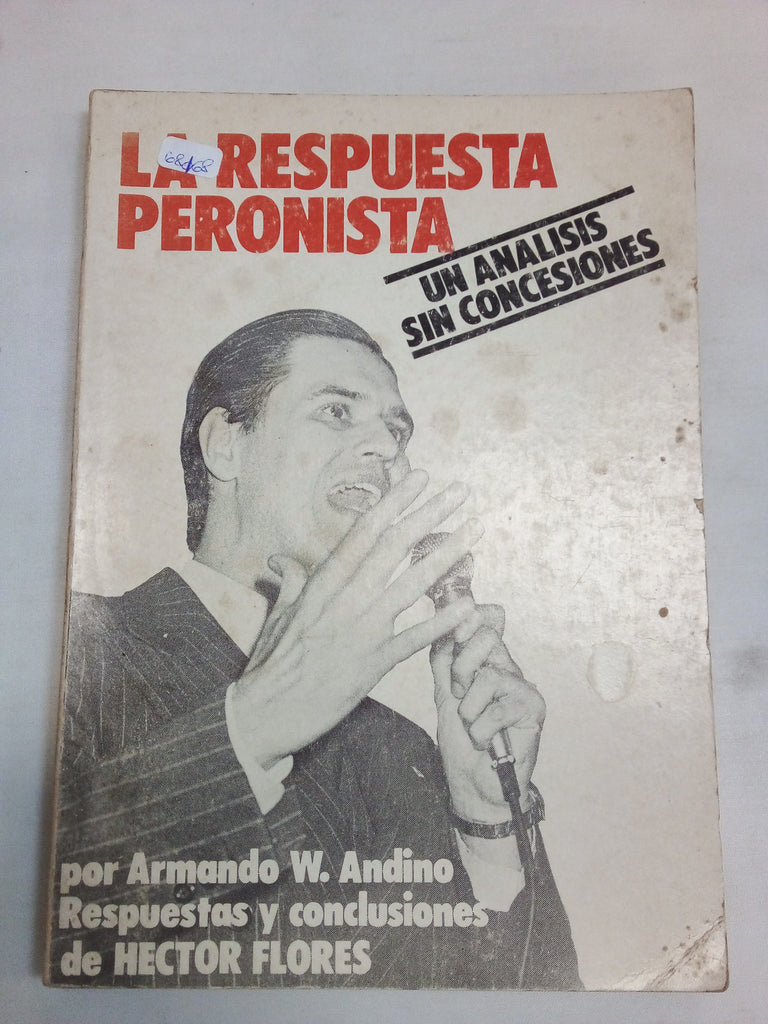 LA RESPUESTA
PERONISTA
UN ANALISIS
SIN CONCESIONES
por Armando W. Andino
Respuestas y conclusiones
de HECTOR FLORES